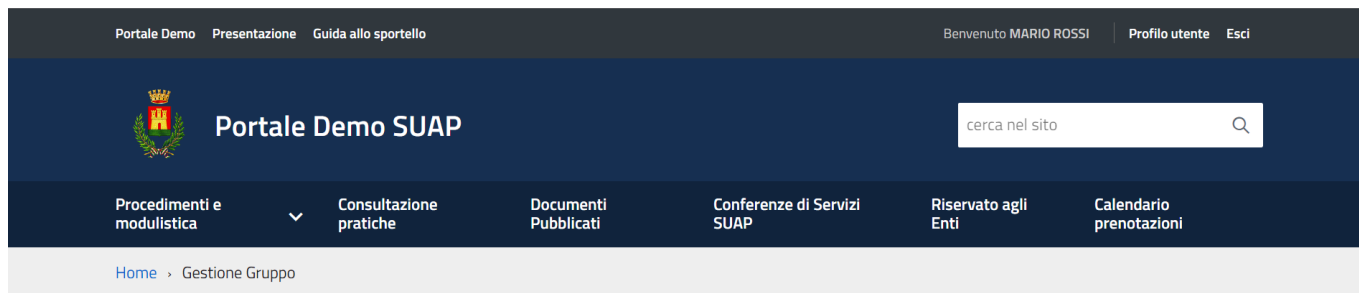 Portale Demo Presentazione Guida allo sportello Benvenuto MARIO ROSSI Profilo utente Esci
Portale Demo SUAP cerca nel sito
Procedimenti e modulistica
Consultazione pratiche
Documenti Pubblicati
Conferenze di Servizi SUAP
Riservato agli Enti
Calendario prenotazioni
Home › Gestione Gruppo